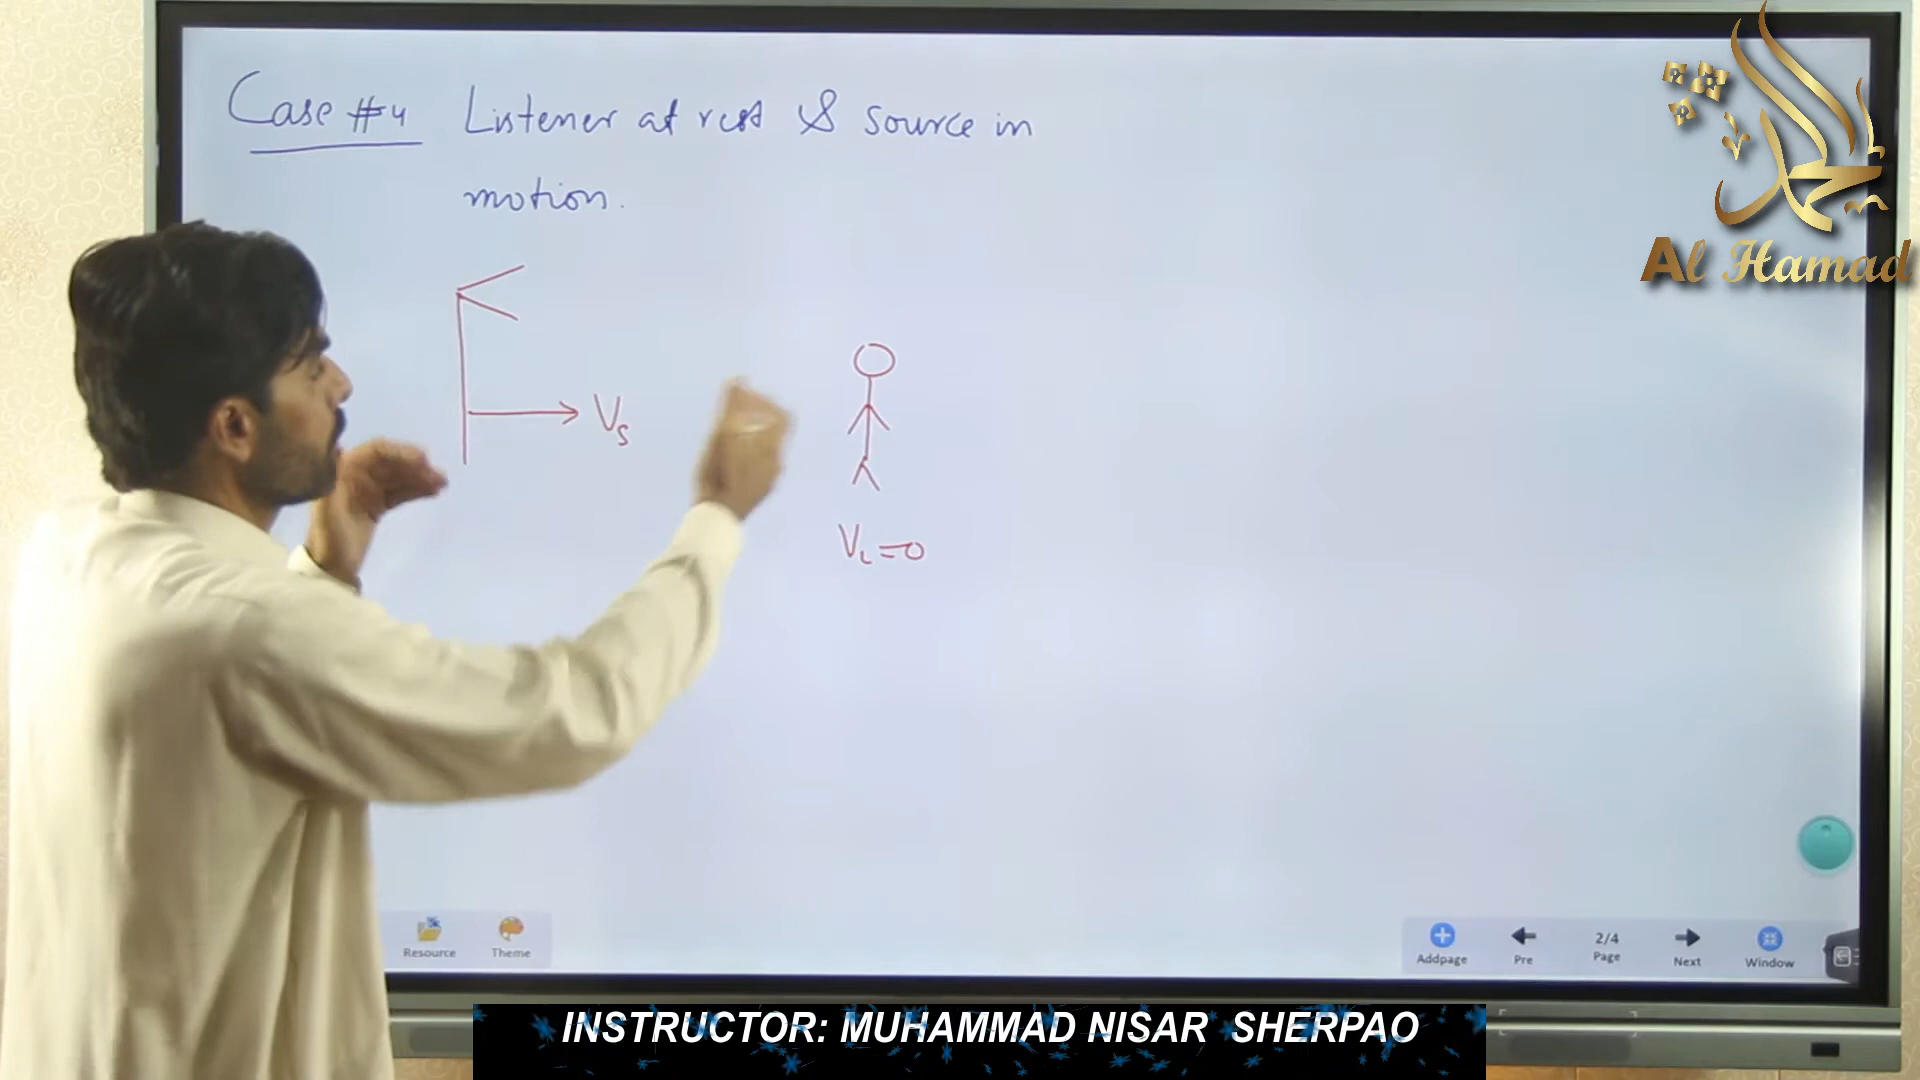 Case #4 Listener at rest & source in
motion.
Vs
VL=0
الحمد
Al Hamad
Resource
Theme
Addpage
Pre
2/4
Page
Next
Window
INSTRUCTOR: MUHAMMAD NISAR SHERPAO